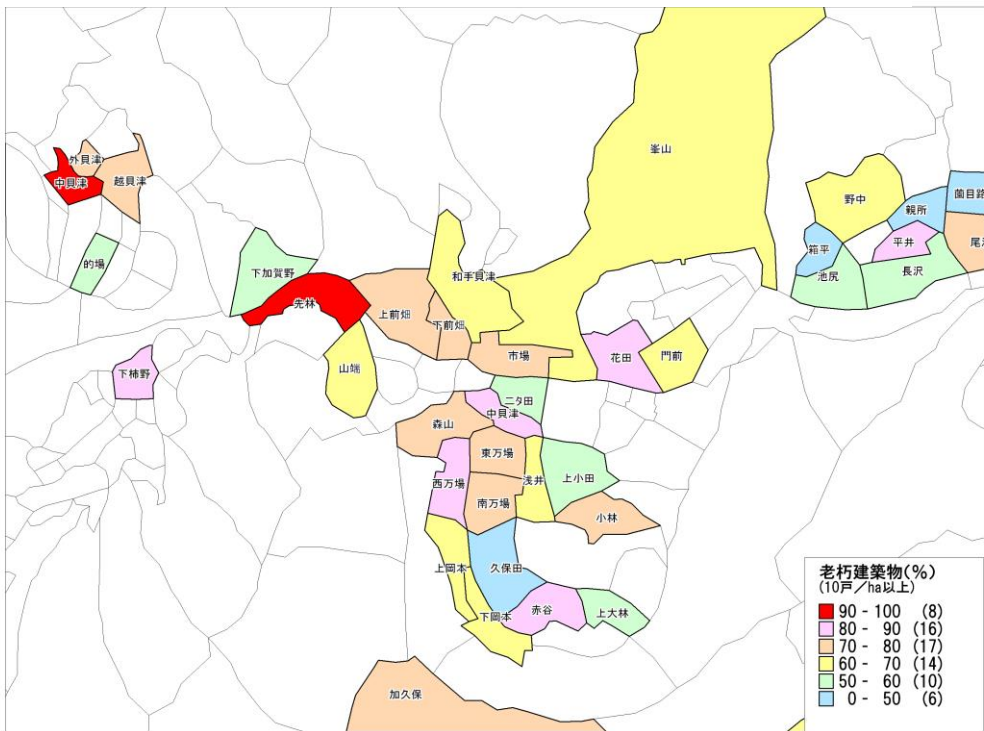 峯山
外貝津
中貝津
越貝津
野中
親所
菌目路
平井
箱平
尾
的場
下加賀野
和手貝津
池尻
長沢
先林
上前畑
下前畑
市場
花田
門前
山端
下柿野
二タ田
中貝津
森山
東万場
西万場
浅井
上小田
南万場
小林
上岡本
久保田
下岡本
赤谷
上大林
加久保
老朽建築物(%)
(10戸/ha以上)
90 - 100 (8)
80 - 90 (16)
70 - 80 (17)
60 - 70 (14)
50 - 60 (10)
0 - 50 (6)